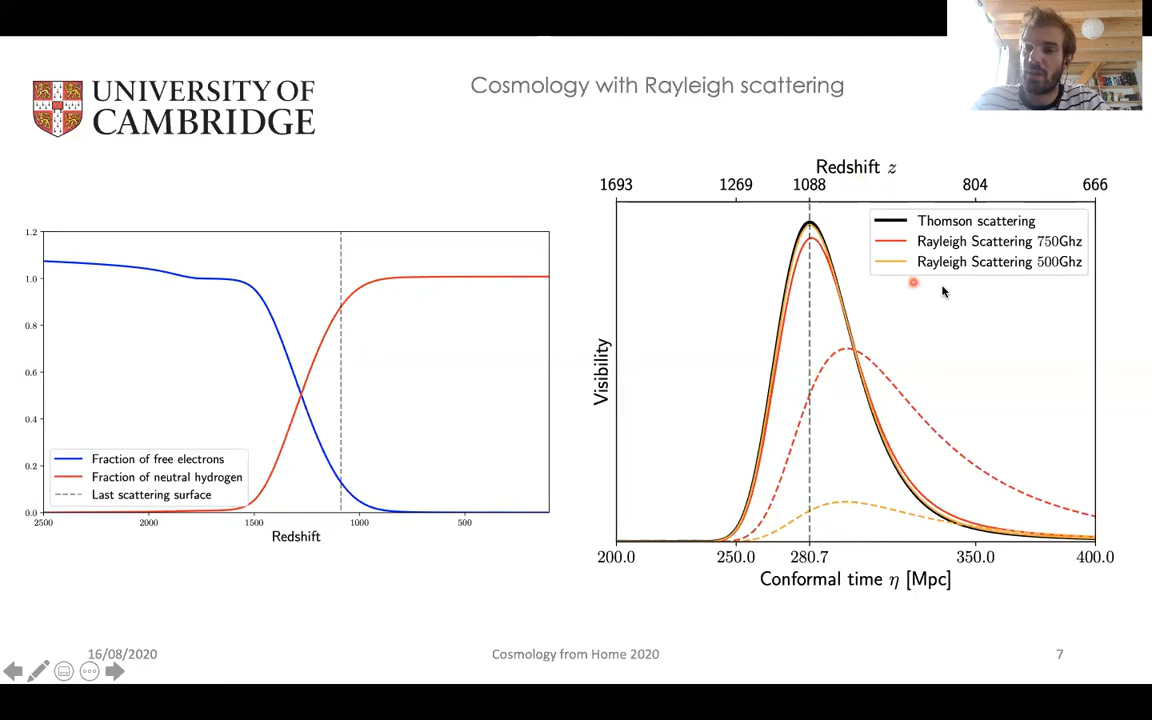 UNIVERSITY OF
CAMBRIDGE
Cosmology with Rayleigh scattering
1.2
1.0
0.8
0.6
0.4
0.2
0.0
Fraction of free electrons
Fraction of neutral hydrogen
Last scattering surface
2500
2000
1500
1000
500
Redshift
Redshift z
1693
1269
1088
804
666
Thomson scattering
Rayleigh Scattering 750Ghz
Rayleigh Scattering 500Ghz
Visibility
200.0
250.0
280.7
350.0
400.0
Conformal time η [Mpc]
16/08/2020
Cosmology from Home 2020
7